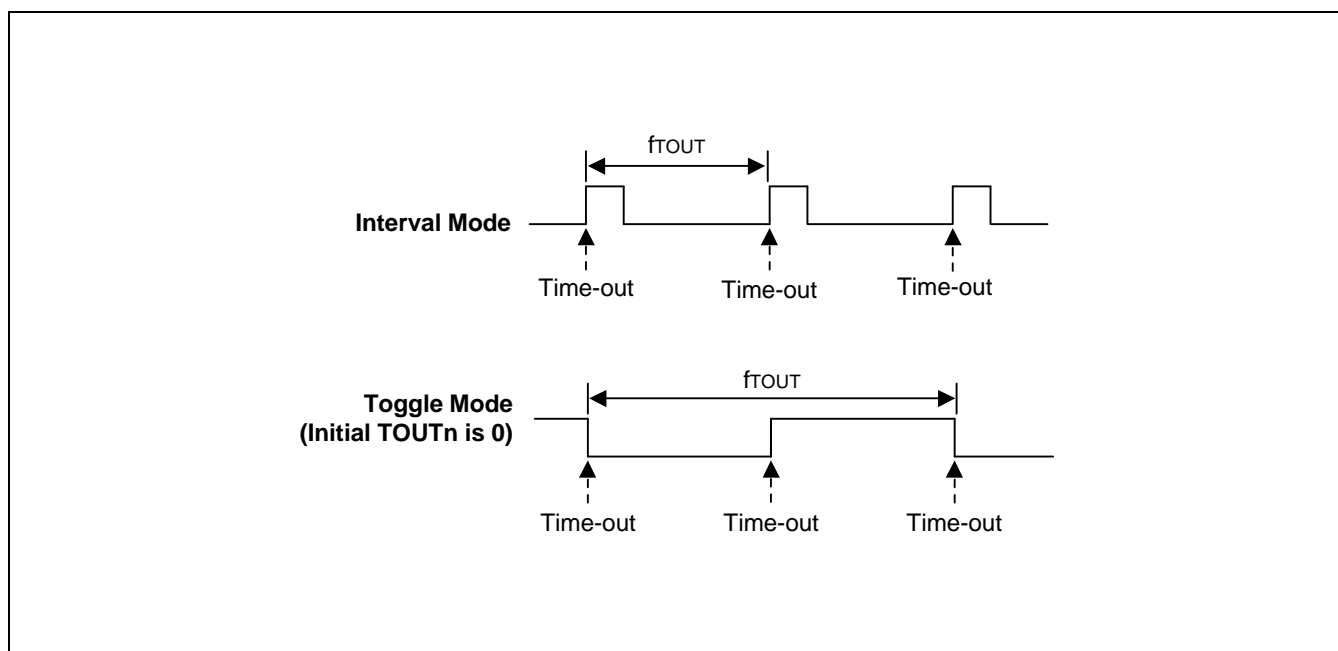 fTOUT
Interval Mode
Time-out Time-out Time-out
fTOUT
Toggle Mode
(Initial TOUTn is 0)
Time-out Time-out Time-out